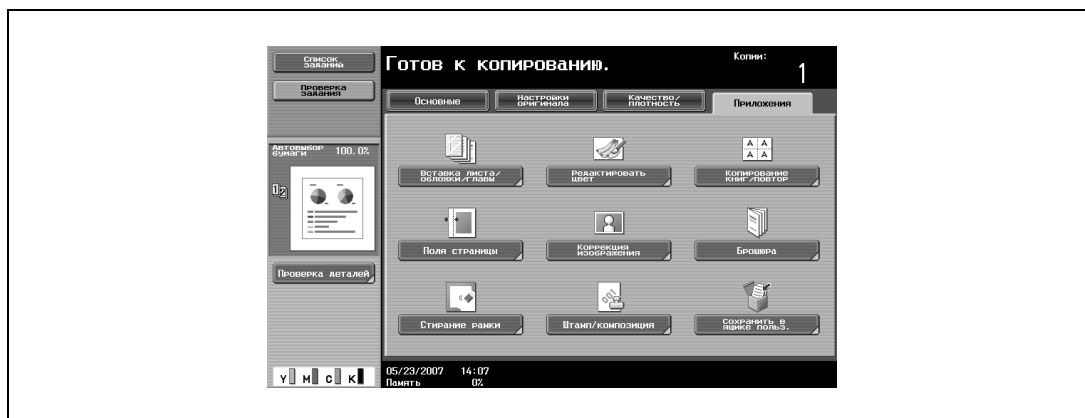 Список
заданий
Проверка
задания
Готов к копированию.
Копии:
1
Основные
Настройки
оригинала
Качество/
плотность
Приложения
Автовыбор
бумаги
100.0%
12
Проверка деталей
Вставка листа/
обложки/главы
Редактировать
цвет
A A
A A
Копирование
книг/повтор
Поля страницы
Коррекция
изображения
Брошюра
Стирание рамки
001
Штамп/композиция
Сохранить в
ящике польз.
Y M C K
05/23/2007 14:07
Память 0%